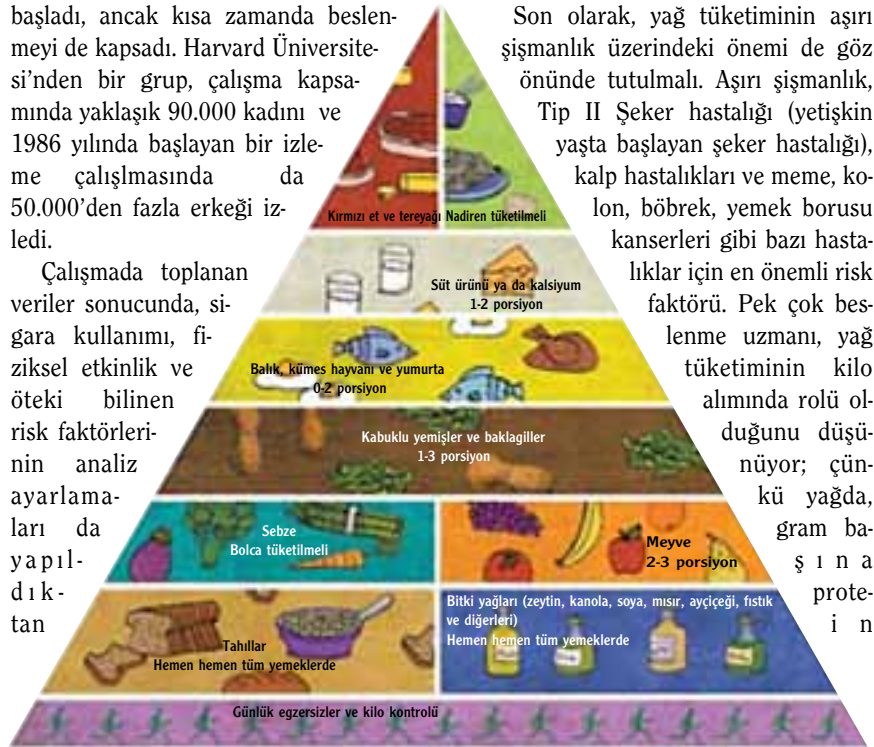 başladı, ancak kısa zamanda beslen-
meyi de kapsadı. Harvard Üniversite-
si’nden bir grup, çalışma kapsa-
mında yaklaşık 90.000 kadını ve
1986 yılında başlayan bir izle-
me çalışlmasında da
50.000’den fazla erkeği iz-
ledi.
Çalışmada toplanan
veriler sonucunda, si-
gara kullanımı, fi-
ziksel etkinlik ve
öteki bilinen
risk faktörleri-
nin analiz
ayarlama-
ları da
yapıl-
dık-
tan
Kırmızı et ve tereyağı Nadiren tüketilmeli
Süt ürünü ya da kalsiyum
1-2 porsiyon
Balık, kümes hayvanı ve yumurta
0-2 porsiyon
Kabuklu yemişler ve baklagiller
1-3 porsiyon
Sebze
Bolca tüketilmeli
Meyve
2-3 porsiyon
Tahıllar
Hemen hemen tüm yemeklerde
Bitki yağları (zeytin, kanola, soya, mısır, ayçiçeği, fıstık
ve diğerleri)
Hemen hemen tüm yemeklerde
Günlük egzersizler ve kilo kontrolü
Son olarak, yağ tüketiminin aşırı
şişmanlık üzerindeki önemi de göz
önünde tutulmalı. Aşırı şişmanlık,
Tip II Şeker hastalığı (yetişkin
yaşta başlayan şeker hastalığı),
kalp hastalıkları ve meme, ko-
lon, böbrek, yemek borusu
kanserleri gibi bazı hasta-
lıklar için en önemli risk
faktörü. Pek çok bes-
lenme uzmanı, yağ
tüketiminin kilo
alımında rolü ol-
duğunu düşü-
nüyor; çün-
kü yağda,
gram ba-
şına
prote-
in